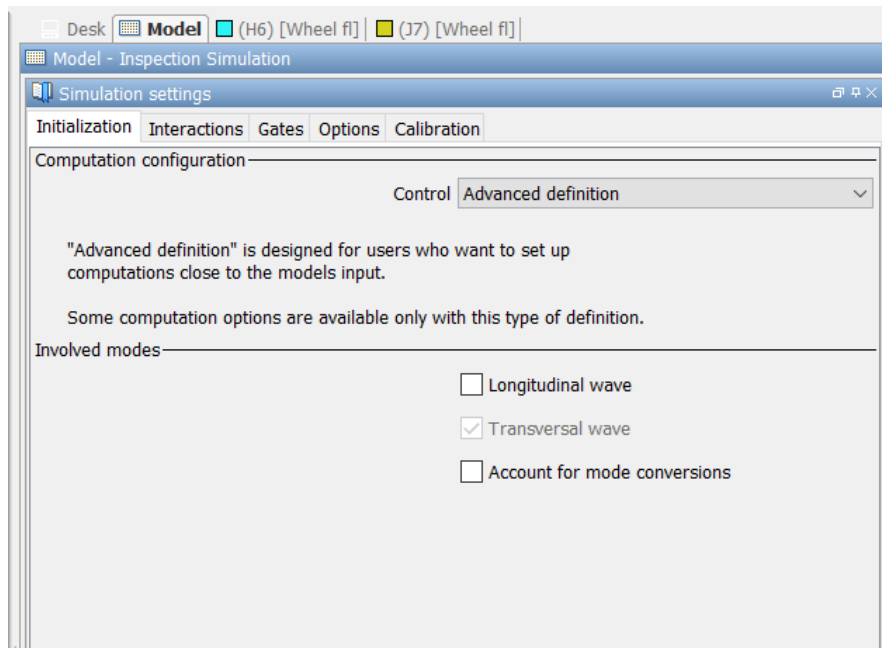 Desk Model (H6) [Wheel fl] (J7) [Wheel fl]
Model - Inspection Simulation
Simulation settings
Initialization Interactions Gates Options Calibration
Computation configuration
Control Advanced definition
"Advanced definition" is designed for users who want to set up
computations close to the models input.
Some computation options are available only with this type of definition.
Involved modes
Longitudinal wave
Transversal wave
Account for mode conversions